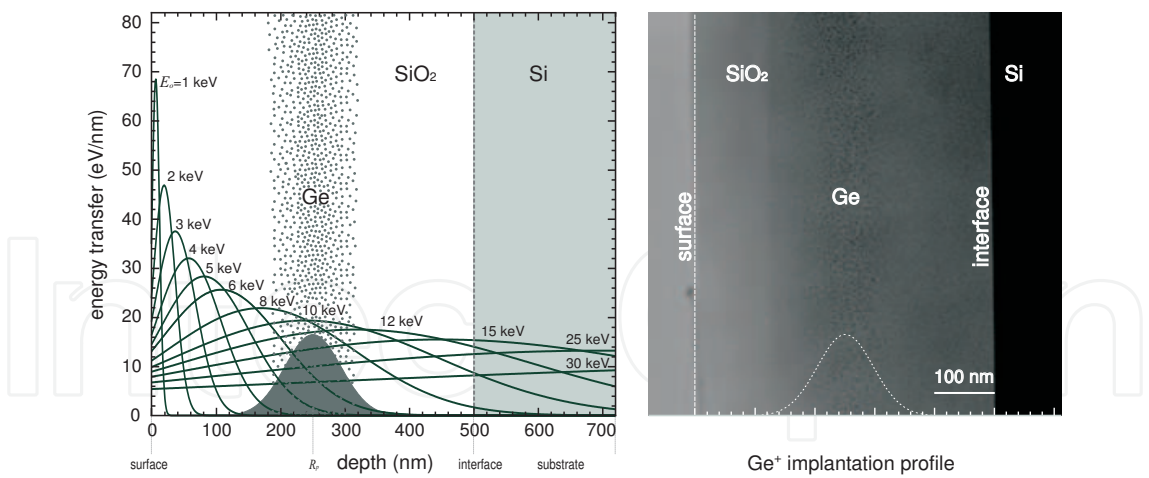 80
70
60
50
40
30
20
10
0
energy transfer (eV/nm)
Eₒ=1 keV
2 keV
3 keV
4 keV
5 keV
6 keV
8 keV
10 keV
12 keV
15 keV
25 keV
30 keV
SiO₂
Si
Ge
0 100 200 300 400 500 600 700
surface
Rₚ
depth (nm)
interface
substrate
SiO₂
Si
surface
Ge
interface
100 nm
Ge⁺ implantation profile